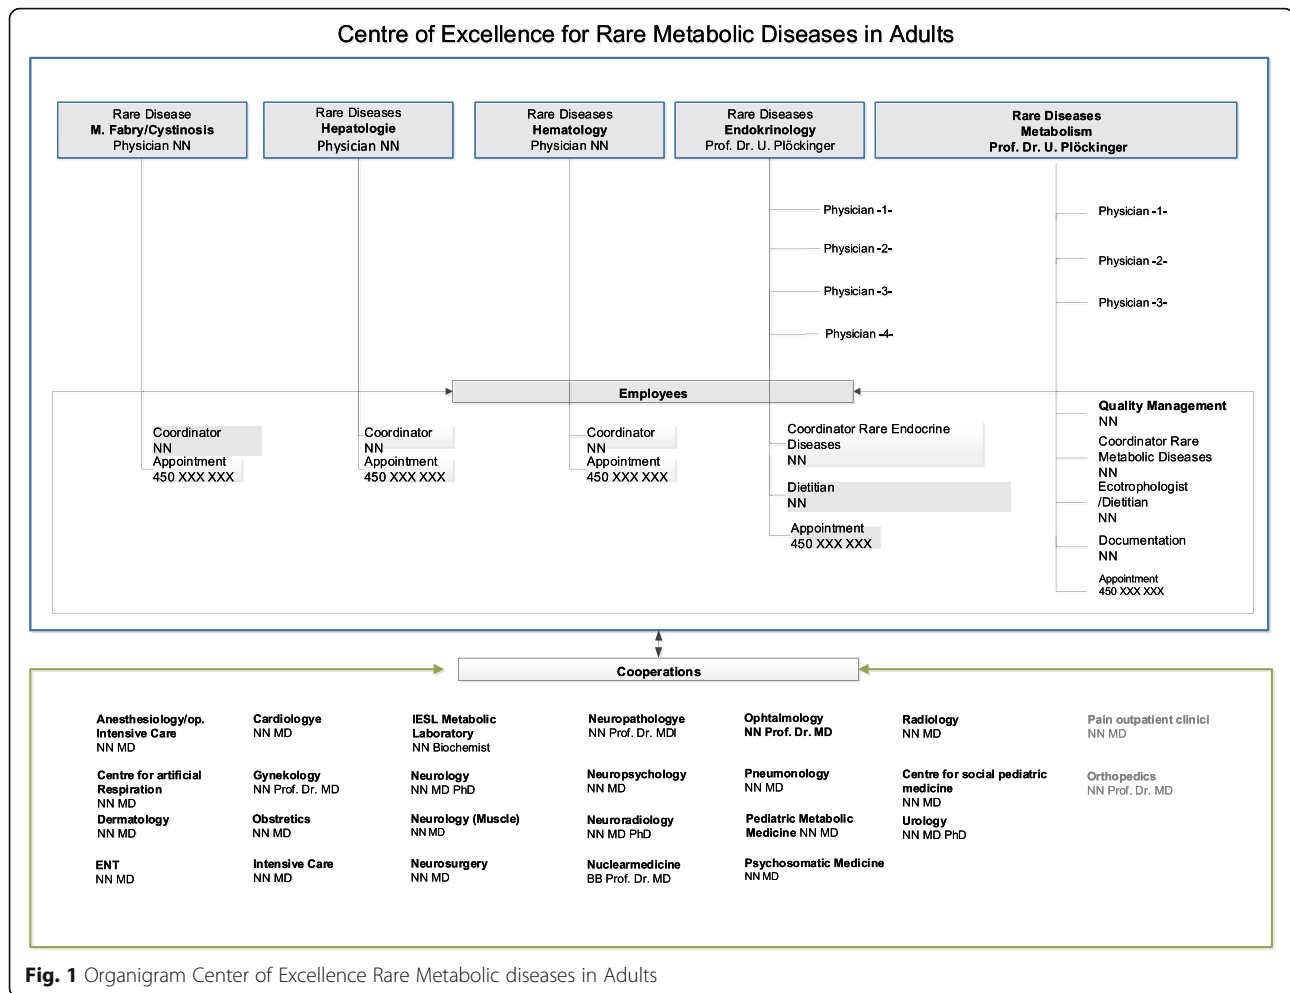 Centre of Excellence for Rare Metabolic Diseases in Adults
Rare Disease
M. Fabry/Cystinosis
Physician NN
Rare Diseases
Hepatologie
Physician NN
Rare Diseases
Hematology
Physician NN
Rare Diseases
Endokrinology
Prof. Dr. U. Plöckinger
Rare Diseases
Metabolism
Prof. Dr. U. Plöckinger
Physician -1-
Physician -2-
Physician -3-
Physician -4-
Physician -1-
Physician -2-
Physician -3-
Employees
Coordinator
NN
Appointment
450 XXX XXX
Coordinator
NN
Appointment
450 XXX XXX
Coordinator
NN
Appointment
450 XXX XXX
Coordinator Rare Endocrine
Diseases
NN
Dietitian
NN
Appointment
450 XXX XXX
Quality Management
NN
Coordinator Rare
Metabolic Diseases
NN
Ecotrophologist
/Dietitian
NN
Documentation
NN
Appointment
450 XXX XXX
Cooperations
Anesthesiology/op.
Intensive Care
NN MD
Centre for artificial
Respiration
NN MD
Dermatology
NN MD
ENT
NN MD
Cardiologye
NN MD
Gynekology
NN Prof. Dr. MD
Obstretics
NN MD
Intensive Care
NN MD
IESL Metabolic
Laboratory
NN Biochemist
Neurology
NN MD PhD
Neurology (Muscle)
NN MD
Neurosurgery
NN MD
Neuropathologye
NN Prof. Dr. MDI
Neuropsychology
NN MD
Neuroradiology
NN MD PhD
Nuclearmedicine
BB Prof. Dr. MD
Ophtalmology
NN Prof. Dr. MD
Pneumonology
NN MD
Pediatric Metabolic
Medicine NN MD
Psychosomatic Medicine
NN MD
Radiology
NN MD
Centre for social pediatric
medicine
NN MD
Urology
NN MD PhD
Pain outpatient clinici
NN MD
Orthopedics
NN Prof. Dr. MD
Fig. 1 Organigram Center of Excellence Rare Metabolic diseases in Adults